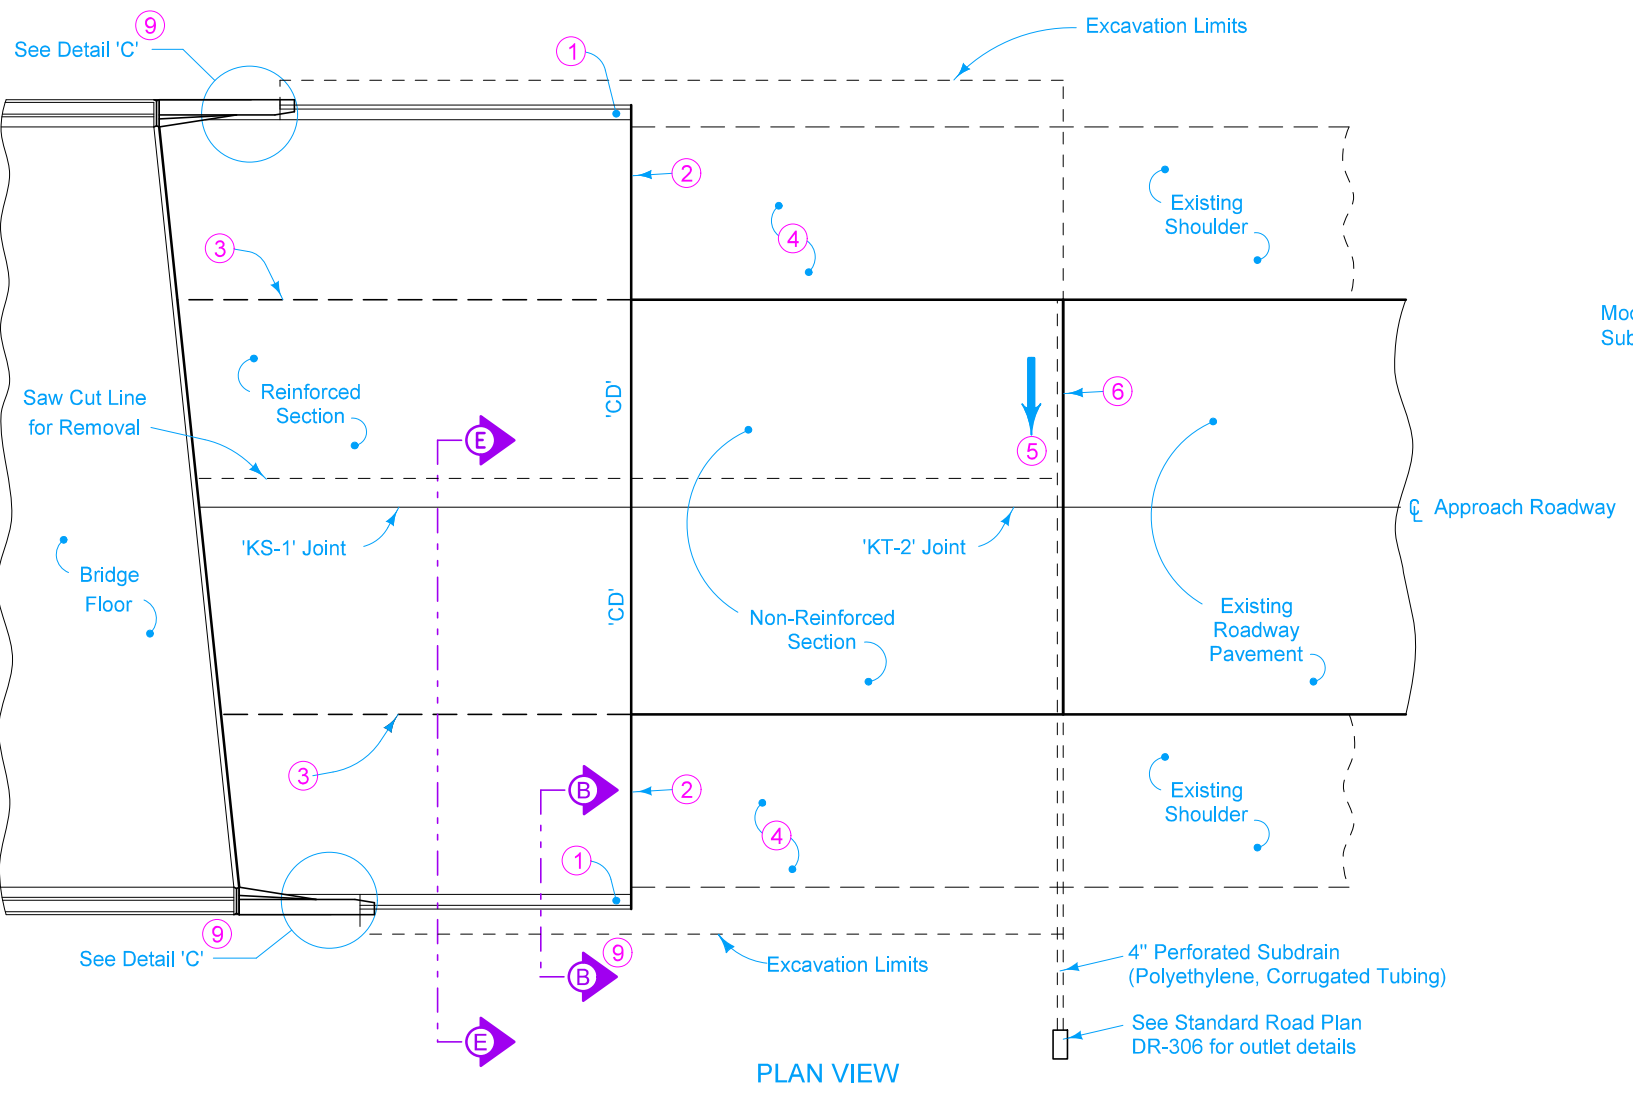 9
See Detail 'C'
1
Excavation Limits
2
Existing
Shoulder
4
3
Moc
Sub
Reinforced
Section
'CD'
Saw Cut Line
for Removal
6
E
5
'KS-1' Joint
'KT-2' Joint
℄ Approach Roadway
Bridge
Floor
'CD'
Non-Reinforced
Section
Existing
Roadway
Pavement
3
B
2
Existing
Shoulder
4
1
9
See Detail 'C'
9
B
Excavation Limits
4" Perforated Subdrain
(Polyethylene, Corrugated Tubing)
E
See Standard Road Plan
DR-306 for outlet details
PLAN VIEW